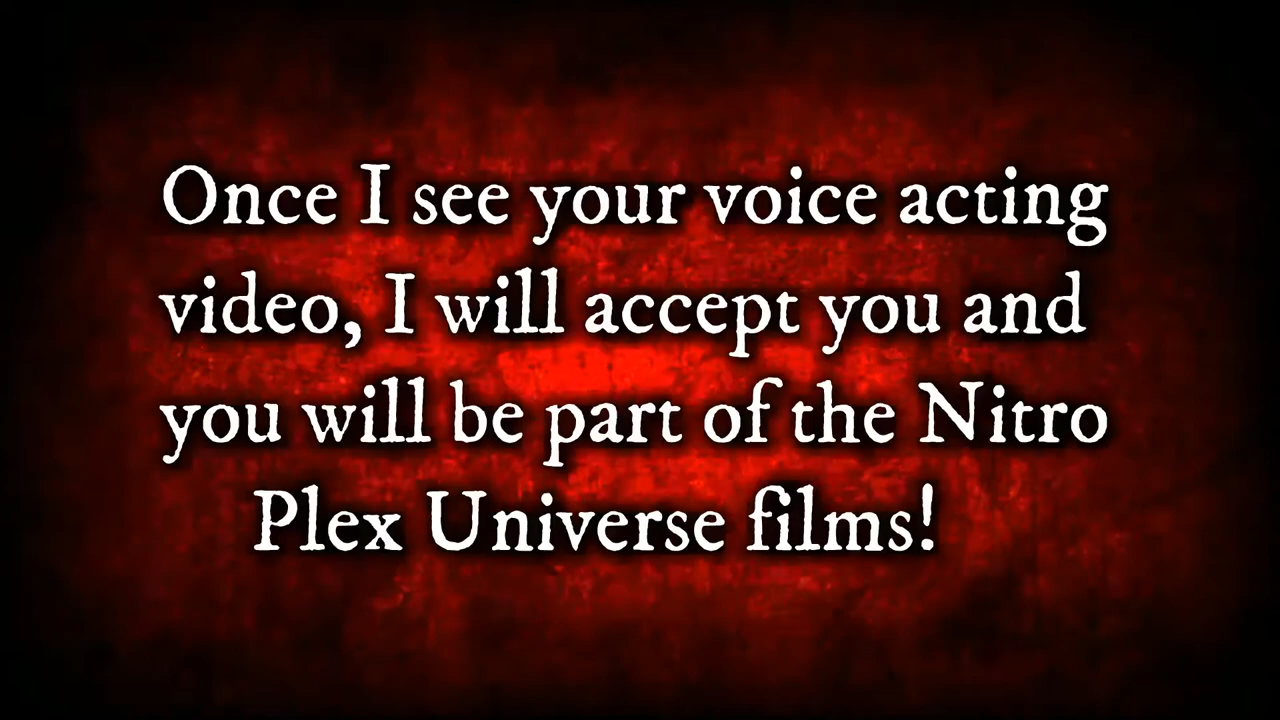 Once I see your voice acting
video, I will accept you and
you will be part of the Nitro
Plex Universe films!